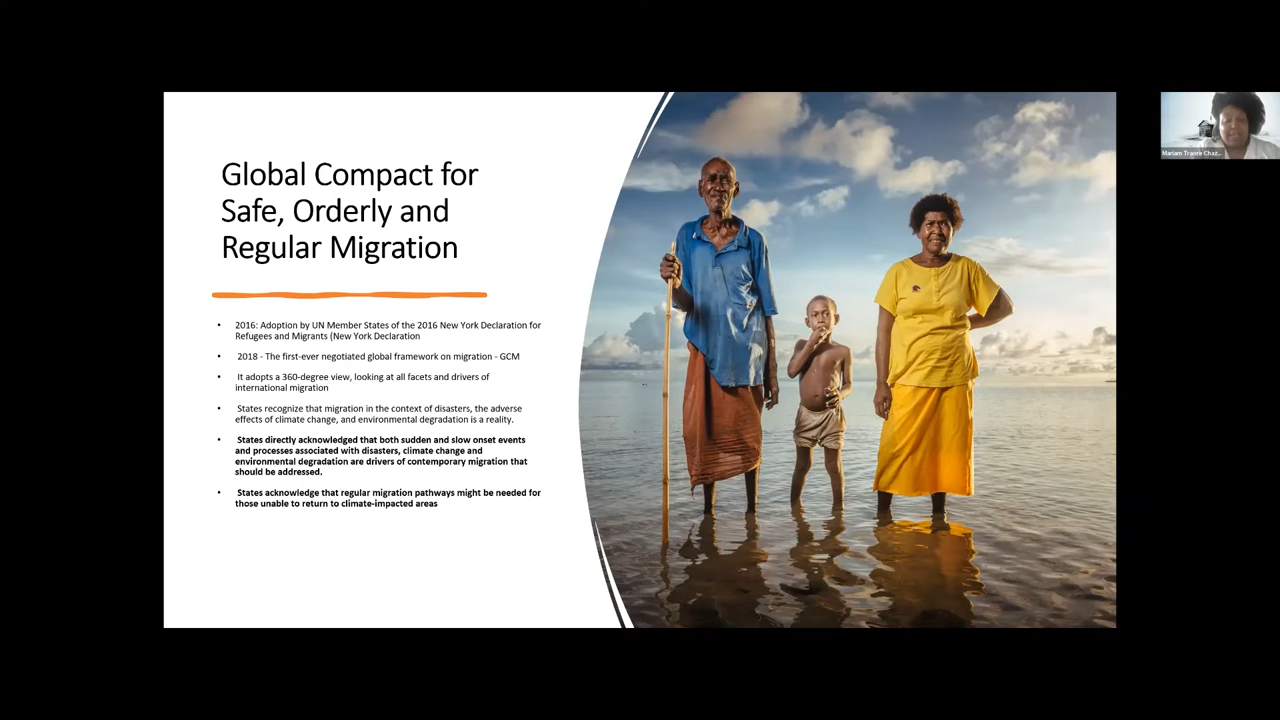 Global Compact for
Safe, Orderly and
Regular Migration
• 2016: Adoption by UN Member States of the 2016 New York Declaration for
Refugees and Migrants (New York Declaration
• 2018 - The first-ever negotiated global framework on migration - GCM
• It adopts a 360-degree view, looking at all facets and drivers of
international migration
• States recognize that migration in the context of disasters, the adverse
effects of climate change, and environmental degradation is a reality.
• States directly acknowledged that both sudden and slow onset events
and processes associated with disasters, climate change and
environmental degradation are drivers of contemporary migration that
should be addressed.
• States acknowledge that regular migration pathways might be needed for
those unable to return to climate-impacted areas
Mariam Traore Chaz...